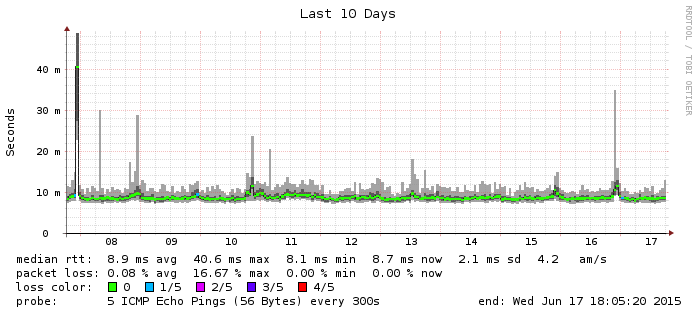 Last 10 Days
RRDTOOL / TOBI OETIKER
Seconds
40 m
30 m
20 m
10 m
0
08 09 10 11 12 13 14 15 16 17
median rtt: 8.9 ms avg 40.6 ms max 8.1 ms min 8.7 ms now 2.1 ms sd 4.2 am/s
packet loss: 0.08 % avg 16.67 % max 0.00 % min 0.00 % now
loss color: 0 1/5 2/5 3/5 4/5
probe: 5 ICMP Echo Pings (56 Bytes) every 300s end: Wed Jun 17 18:05:20 2015